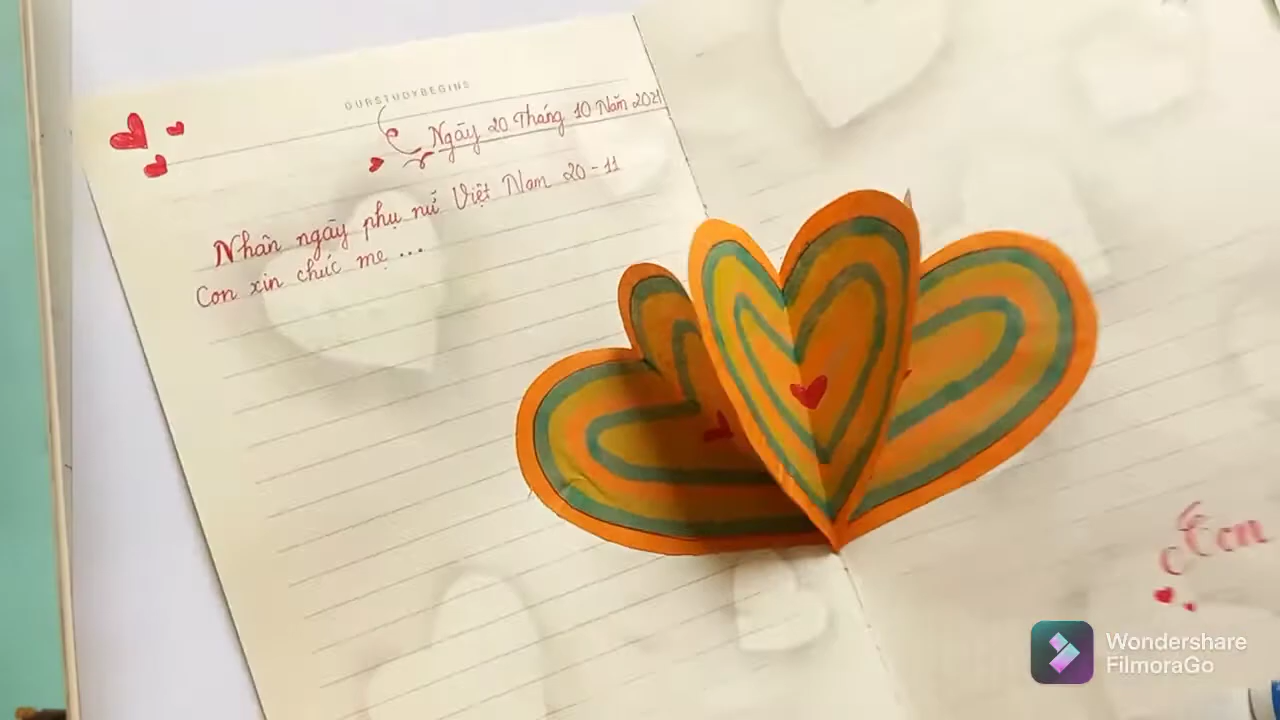 OURSTUDYBEGINS
Ngày 20 Tháng 10 Năm 2021
Nhân ngày phụ nữ Việt Nam 20-11
Con xin chúc mẹ ...
Con
Wondershare
FilmoraGo